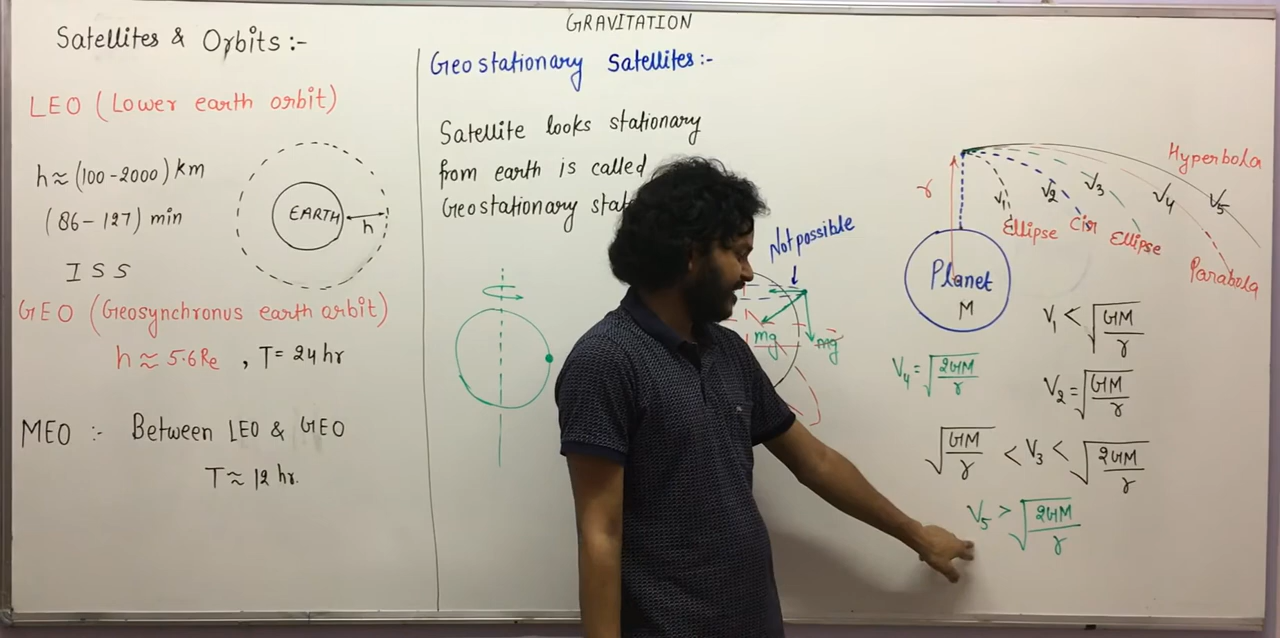 GRAVITATION
Satellites & Orbits :-
LEO (Lower earth orbit)
h ≈ (100-2000) km
(86-127) min
EARTH
h
ISS
GEO (Geosynchronus earth orbit)
h ≈ 5.6Re , T = 24 hr
MEO :- Between LEO & GEO
T ≈ 12 hr.
Geostationary Satellites :-
Satellite looks stationary
from earth is called
Geostationary
Not possible
mg
mg
r
Hyperbola
V₁ V₂ V₃ V₄ V₅
Ellipse Cir Ellipse Parabola
Planet
M
V₁ < √(GM/r)
V₄ = √(2GM/r)
V₂ = √(GM/r)
√(GM/r) < V₃ < √(2GM/r)
V₅ > √(2GM/r)